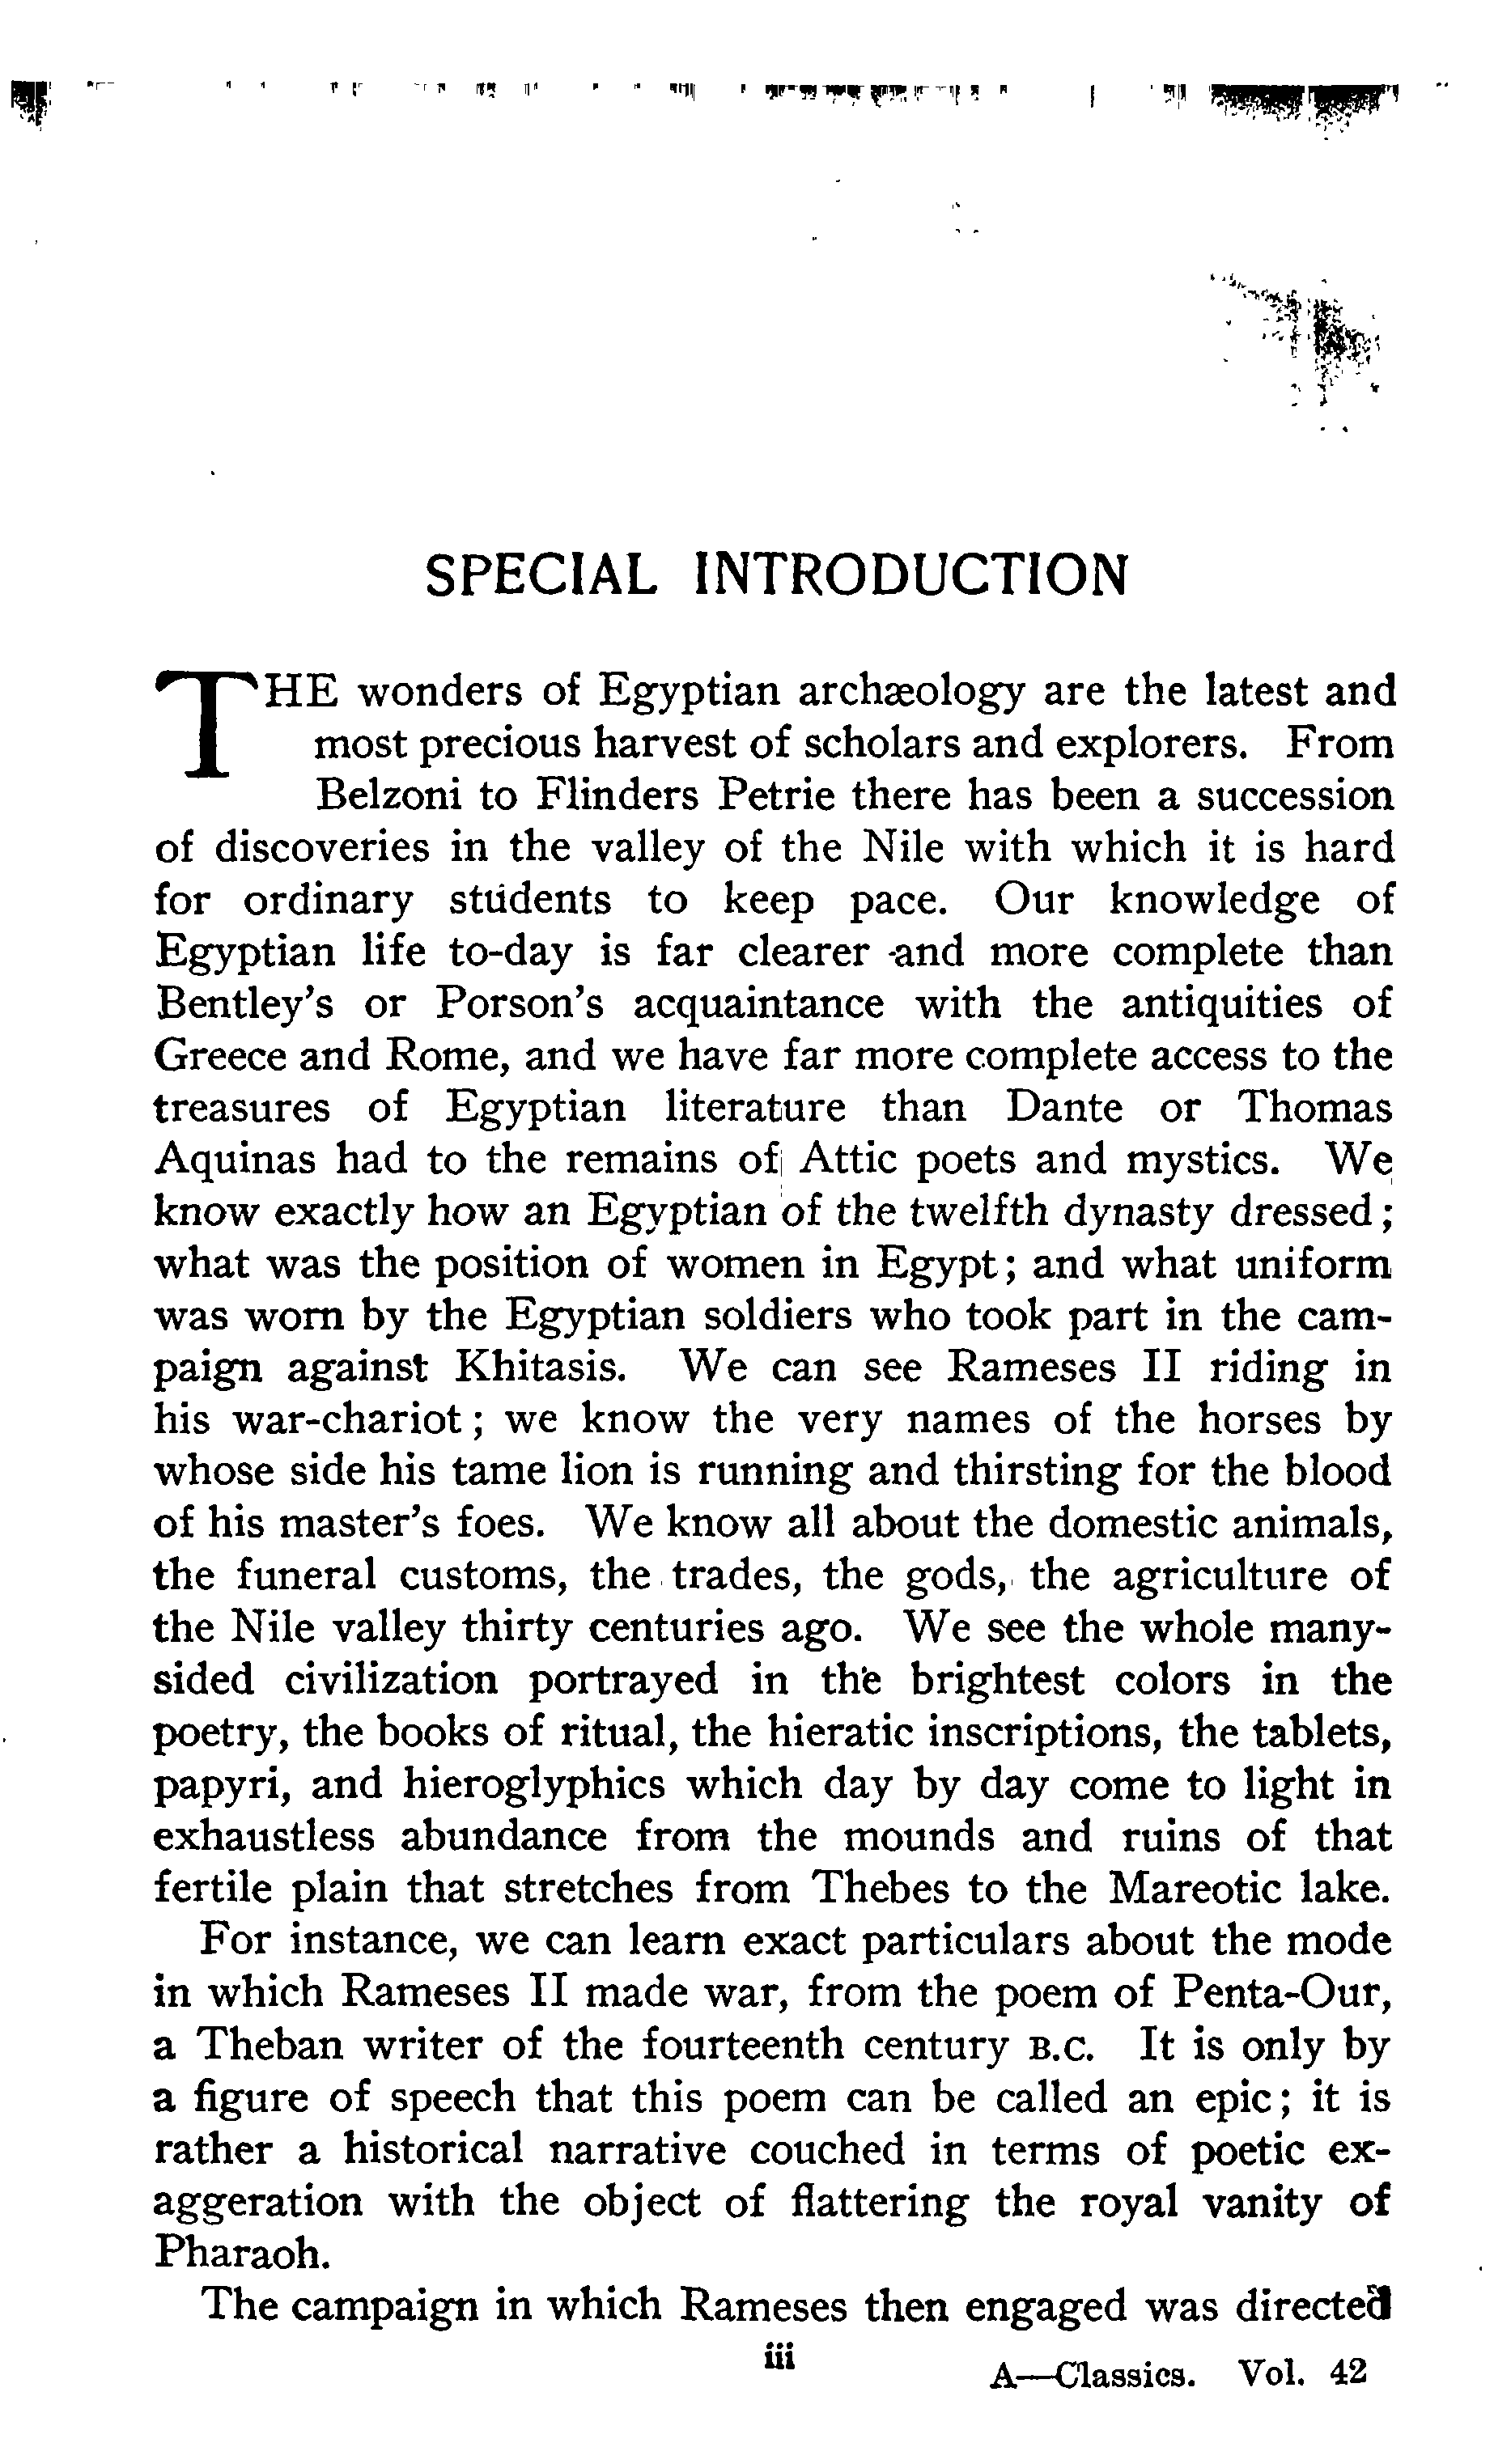 SPECIAL INTRODUCTION
THE wonders of Egyptian archæology are the latest and
most precious harvest of scholars and explorers. From
Belzoni to Flinders Petrie there has been a succession
of discoveries in the valley of the Nile with which it is hard
for ordinary students to keep pace. Our knowledge of
Egyptian life to-day is far clearer and more complete than
Bentley's or Porson's acquaintance with the antiquities of
Greece and Rome, and we have far more complete access to the
treasures of Egyptian literature than Dante or Thomas
Aquinas had to the remains of Attic poets and mystics. We
know exactly how an Egyptian of the twelfth dynasty dressed;
what was the position of women in Egypt; and what uniform
was worn by the Egyptian soldiers who took part in the cam-
paign against Khitasis. We can see Rameses II riding in
his war-chariot; we know the very names of the horses by
whose side his tame lion is running and thirsting for the blood
of his master's foes. We know all about the domestic animals,
the funeral customs, the trades, the gods, the agriculture of
the Nile valley thirty centuries ago. We see the whole many-
sided civilization portrayed in the brightest colors in the
poetry, the books of ritual, the hieratic inscriptions, the tablets,
papyri, and hieroglyphics which day by day come to light in
exhaustless abundance from the mounds and ruins of that
fertile plain that stretches from Thebes to the Mareotic lake.
For instance, we can learn exact particulars about the mode
in which Rameses II made war, from the poem of Penta-Our,
a Theban writer of the fourteenth century B.C. It is only by
a figure of speech that this poem can be called an epic; it is
rather a historical narrative couched in terms of poetic ex-
aggeration with the object of flattering the royal vanity of
Pharaoh.
The campaign in which Rameses then engaged was directed
iii
A—Classics. Vol. 42